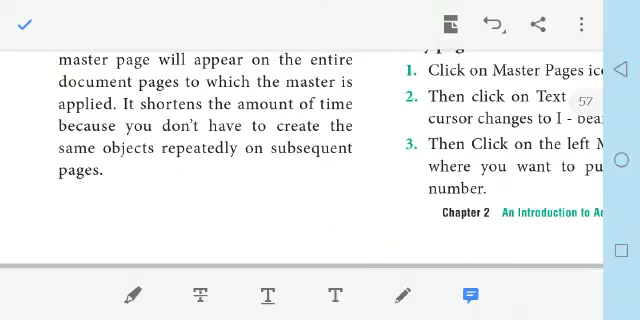 master page will appear on the entire
document pages to which the master is
applied. It shortens the amount of time
because you don't have to create the
same objects repeatedly on subsequent
pages.
1. Click on Master Pages
2. Then click on Text
cursor changes to I -
3. Then Click on the left
where you want to
number.
57
Chapter 2 An Introduction to